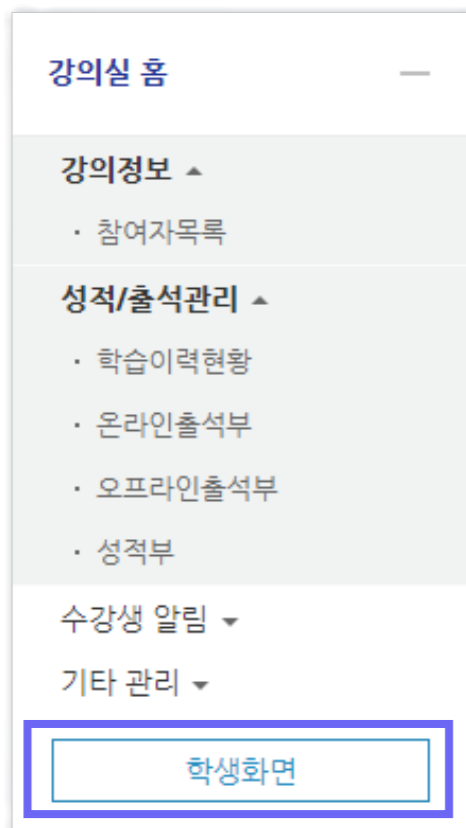 강의실 홈
강의정보
· 참여자목록
성적/출석관리
· 학습이력현황
· 온라인출석부
· 오프라인출석부
· 성적부
수강생 알림
기타 관리
학생화면